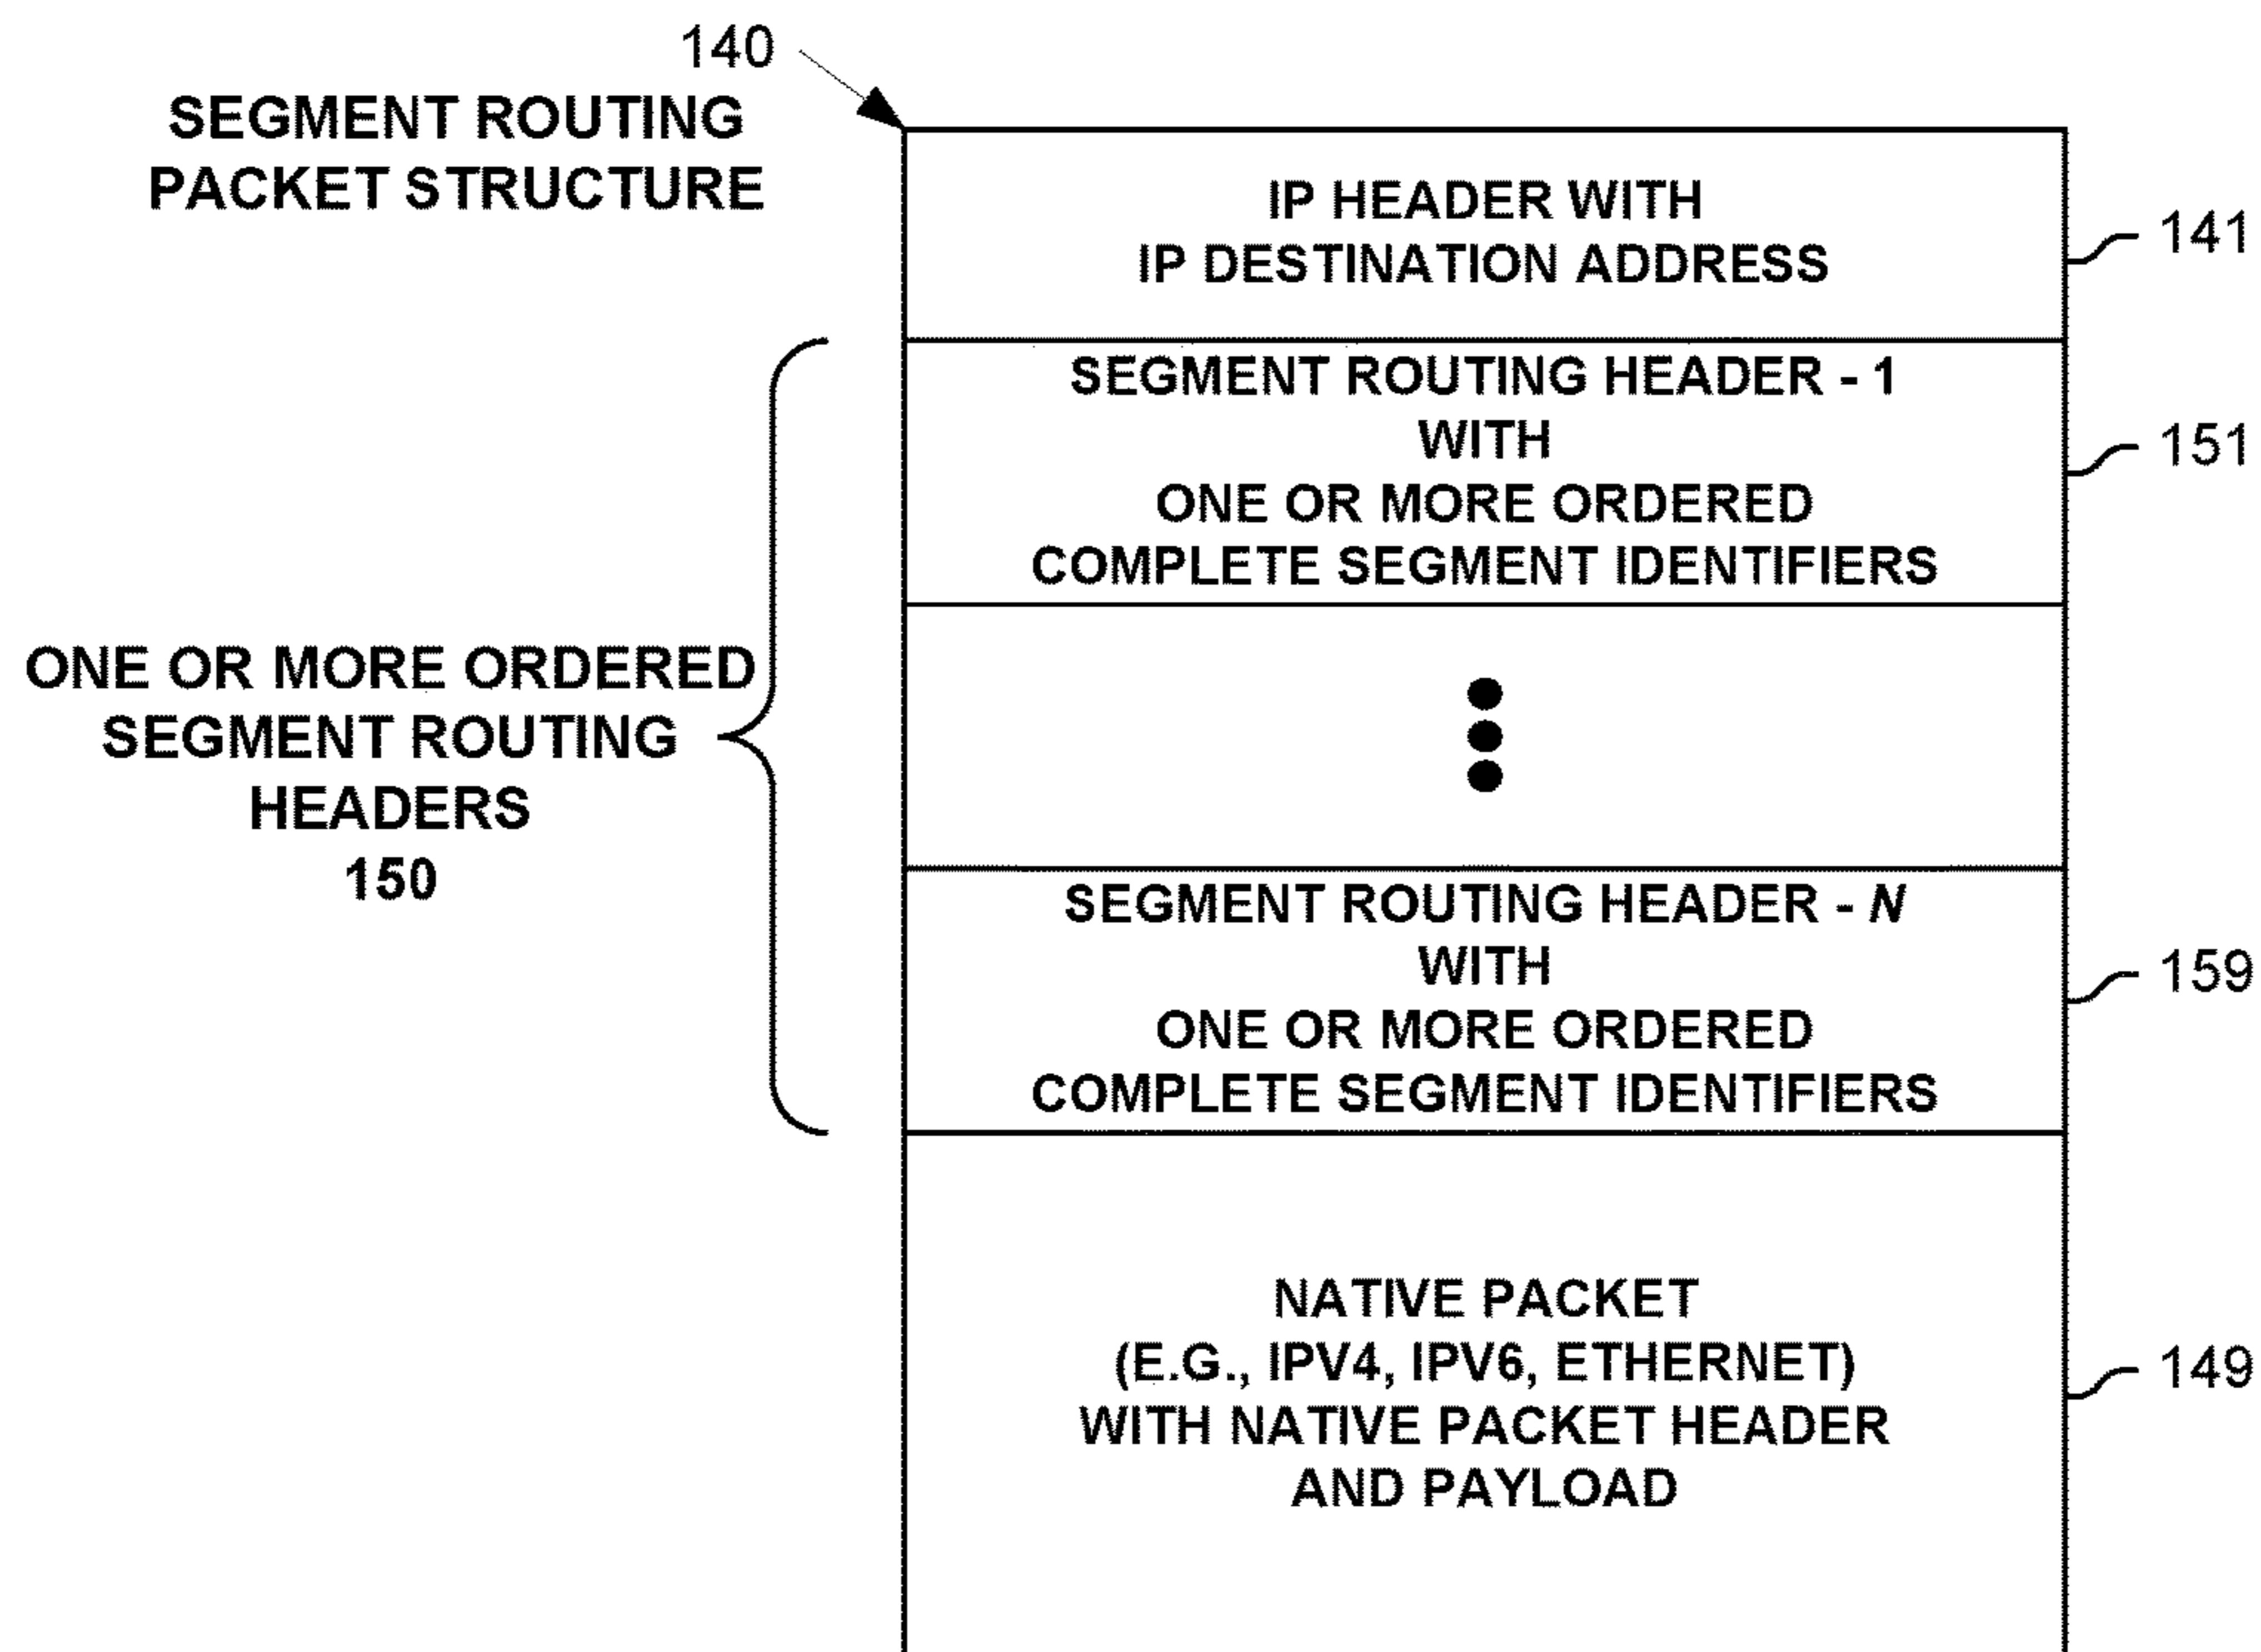 140
SEGMENT ROUTING
PACKET STRUCTURE
IP HEADER WITH
IP DESTINATION ADDRESS
141
SEGMENT ROUTING HEADER - 1
WITH
ONE OR MORE ORDERED
COMPLETE SEGMENT IDENTIFIERS
151
ONE OR MORE ORDERED
SEGMENT ROUTING
HEADERS
150
SEGMENT ROUTING HEADER - N
WITH
ONE OR MORE ORDERED
COMPLETE SEGMENT IDENTIFIERS
159
NATIVE PACKET
(E.G., IPV4, IPV6, ETHERNET)
WITH NATIVE PACKET HEADER
AND PAYLOAD
149